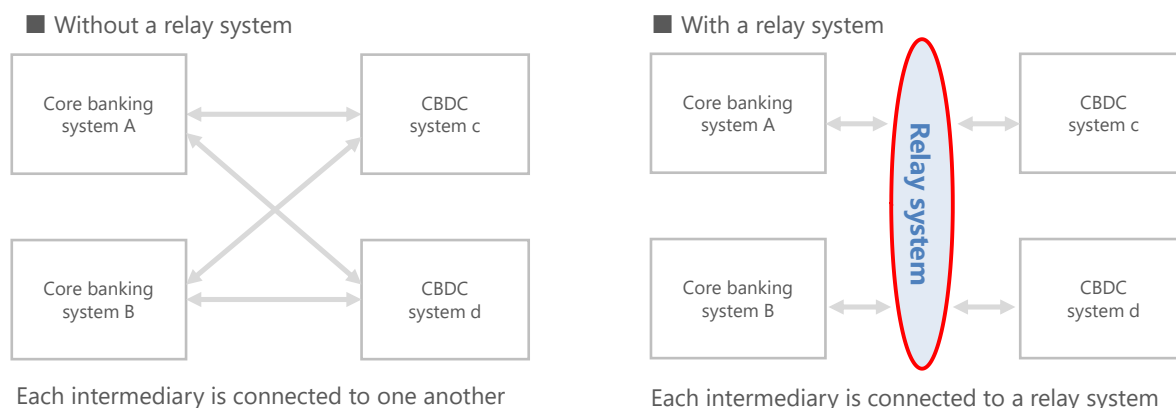 ■ Without a relay system
Core banking
system A
CBDC
system c
Core banking
system B
CBDC
system d
Each intermediary is connected to one another
■ With a relay system
Core banking
system A
Relay system
CBDC
system c
Core banking
system B
CBDC
system d
Each intermediary is connected to a relay system